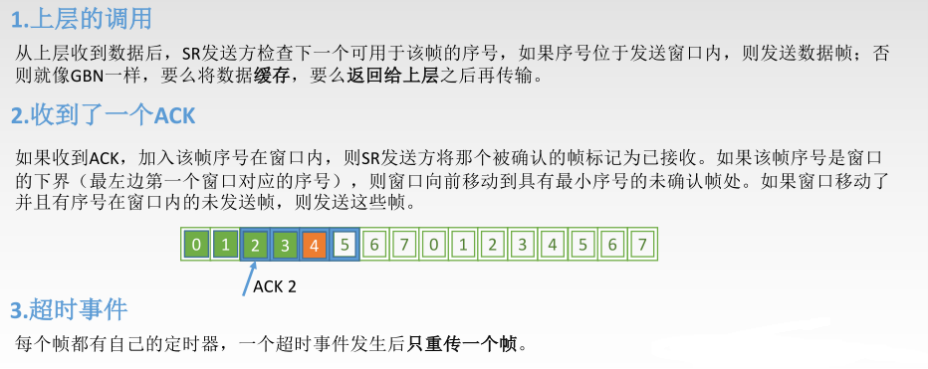 1.上层的调用
从上层收到数据后，SR发送方检查下一个可用于该帧的序号，如果序号位于发送窗口内，则发送数据帧；否
则就像GBN一样，要么将数据缓存，要么返回给上层之后再传输。
2.收到了一个ACK
如果收到ACK，加入该帧序号在窗口内，则SR发送方将那个被确认的帧标记为已接收。如果该帧序号是窗口
的下界（最左边第一个窗口对应的序号），则窗口向前移动到具有最小序号的未确认帧处。如果窗口移动了
并且有序号在窗口内的未发送帧，则发送这些帧。
0 1 2 3 4 5 6 7 0 1 2 3 4 5 6 7
ACK 2
3.超时事件
每个帧都有自己的定时器，一个超时事件发生后只重传一个帧。